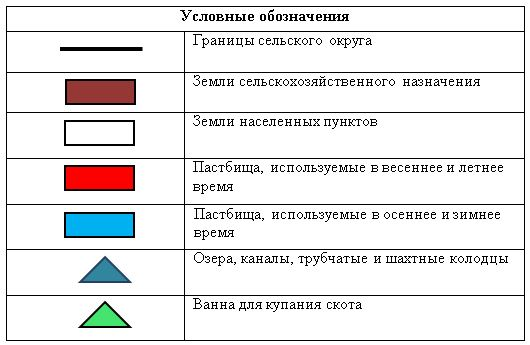 Условные обозначения
Границы сельского округа
Земли сельскохозяйственного назначения
Земли населенных пунктов
Пастбища, используемые в весеннее и летнее
время
Пастбища, используемые в осеннее и зимнее
время
Озера, каналы, трубчатые и шахтные колодцы
Ванна для купания скота